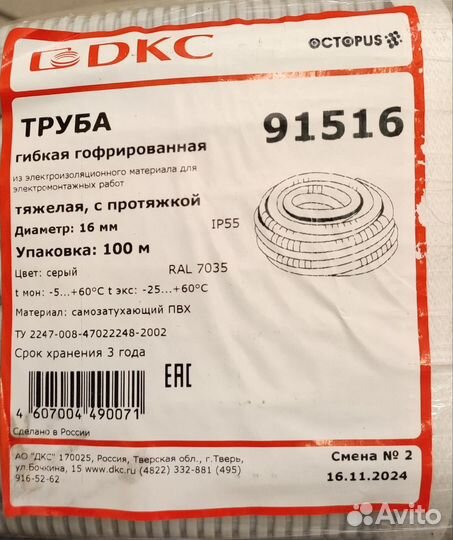 DKC
OCTOPUS
ТРУБА
91516
гибкая гофрированная
из электроизоляционного материала для
электромонтажных работ
тяжелая, с протяжкой
Диаметр: 16 мм
IP55
Упаковка: 100 м
Цвет: серый
RAL 7035
t мон: -5...+60°С t экс: -25...+60°С
Материал: самозатухающий ПВХ
ТУ 2247-008-47022248-2002
Срок хранения 3 года
EAC
4 607004 490071
Сделано в России
АО "ДКС" 170025, Россия, Тверская обл., г.Тверь,
ул.Бочкина, 15 www.dkc.ru (4822) 332-881 (495)
916-52-62
Смена № 2
16.11.2024
Avito